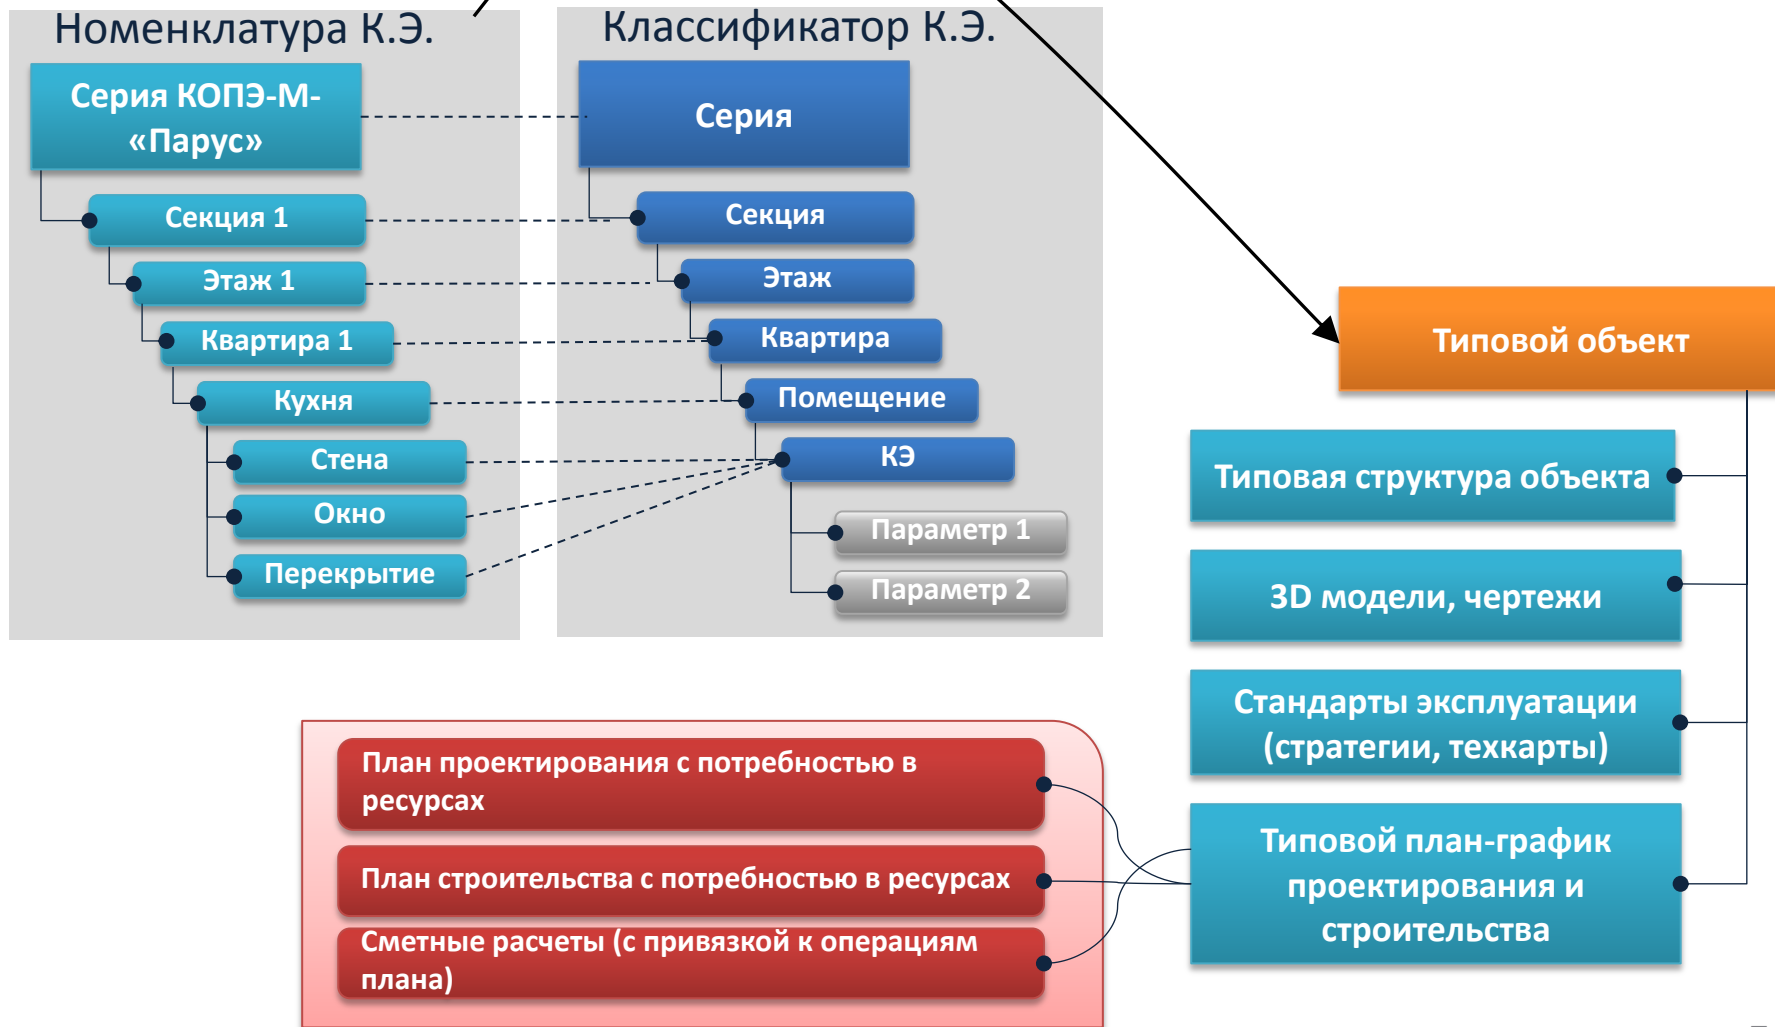 Номенклатура К.Э.
Серия КОПЭ-М-
«Парус»
Секция 1
Этаж 1
Квартира 1
Кухня
Стена
Окно
Перекрытие
Классификатор К.Э.
Серия
Секция
Этаж
Квартира
Помещение
КЭ
Параметр 1
Параметр 2
Типовой объект
Типовая структура объекта
3D модели, чертежи
Стандарты эксплуатации
(стратегии, техкарты)
Типовой план-график
проектирования и
строительства
План проектирования с потребностью в
ресурсах
План строительства с потребностью в ресурсах
Сметные расчеты (с привязкой к операциям
плана)